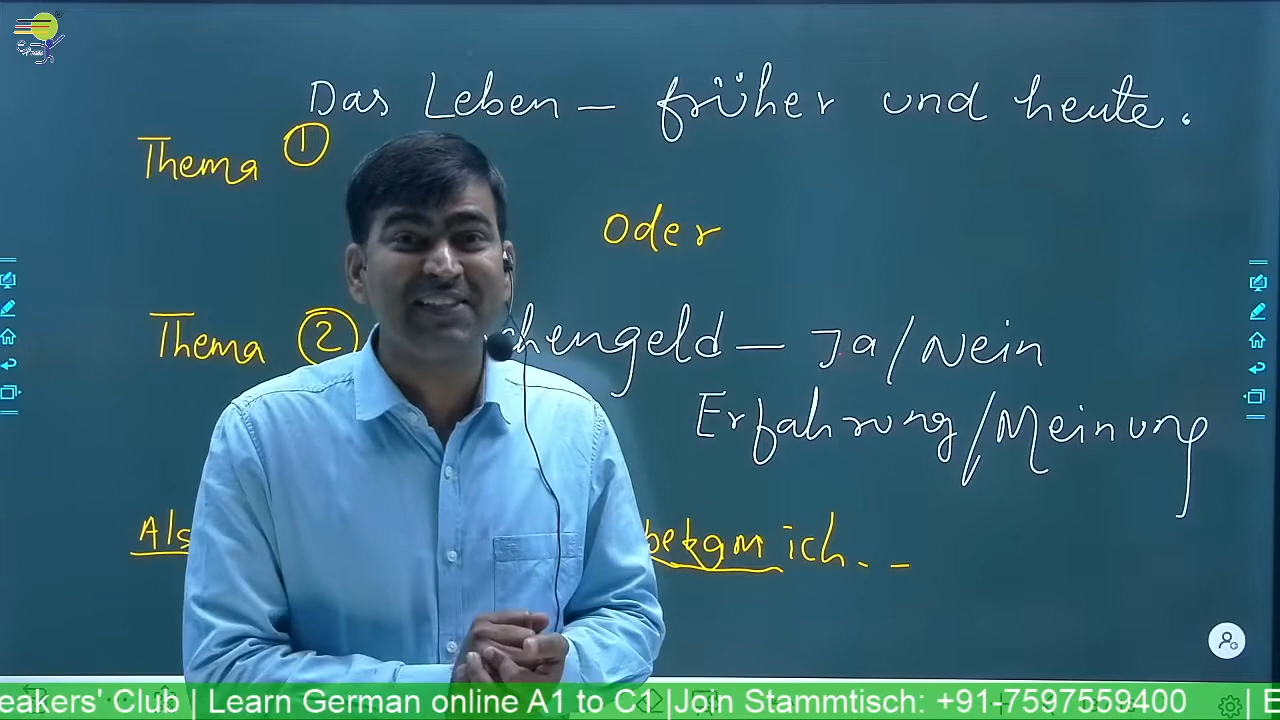 Das Leben – früher und heute.
Thema ①
Oder
Thema ② chengeld – Ja/Nein
Erfahrung/Meinung
Als bekam ich. _
eakers' Club | Learn German online A1 to C1 |Join Stammtisch: +91-7597559400 | E